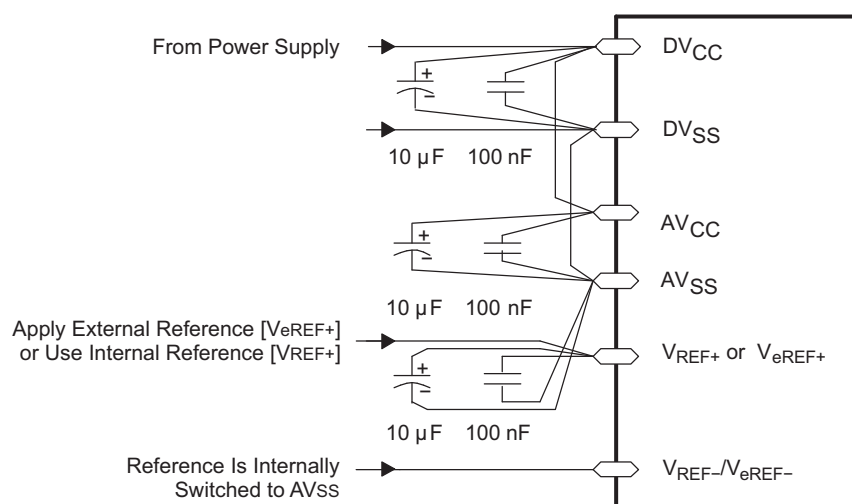 From Power Supply
DVCC
+
−
DVSS
10 µF 100 nF
AVCC
+
−
AVSS
10 µF 100 nF
Apply External Reference [VeREF+]
or Use Internal Reference [VREF+]
VREF+ or VeREF+
+
−
10 µF 100 nF
Reference Is Internally
Switched to AVSS
VREF−/VeREF−